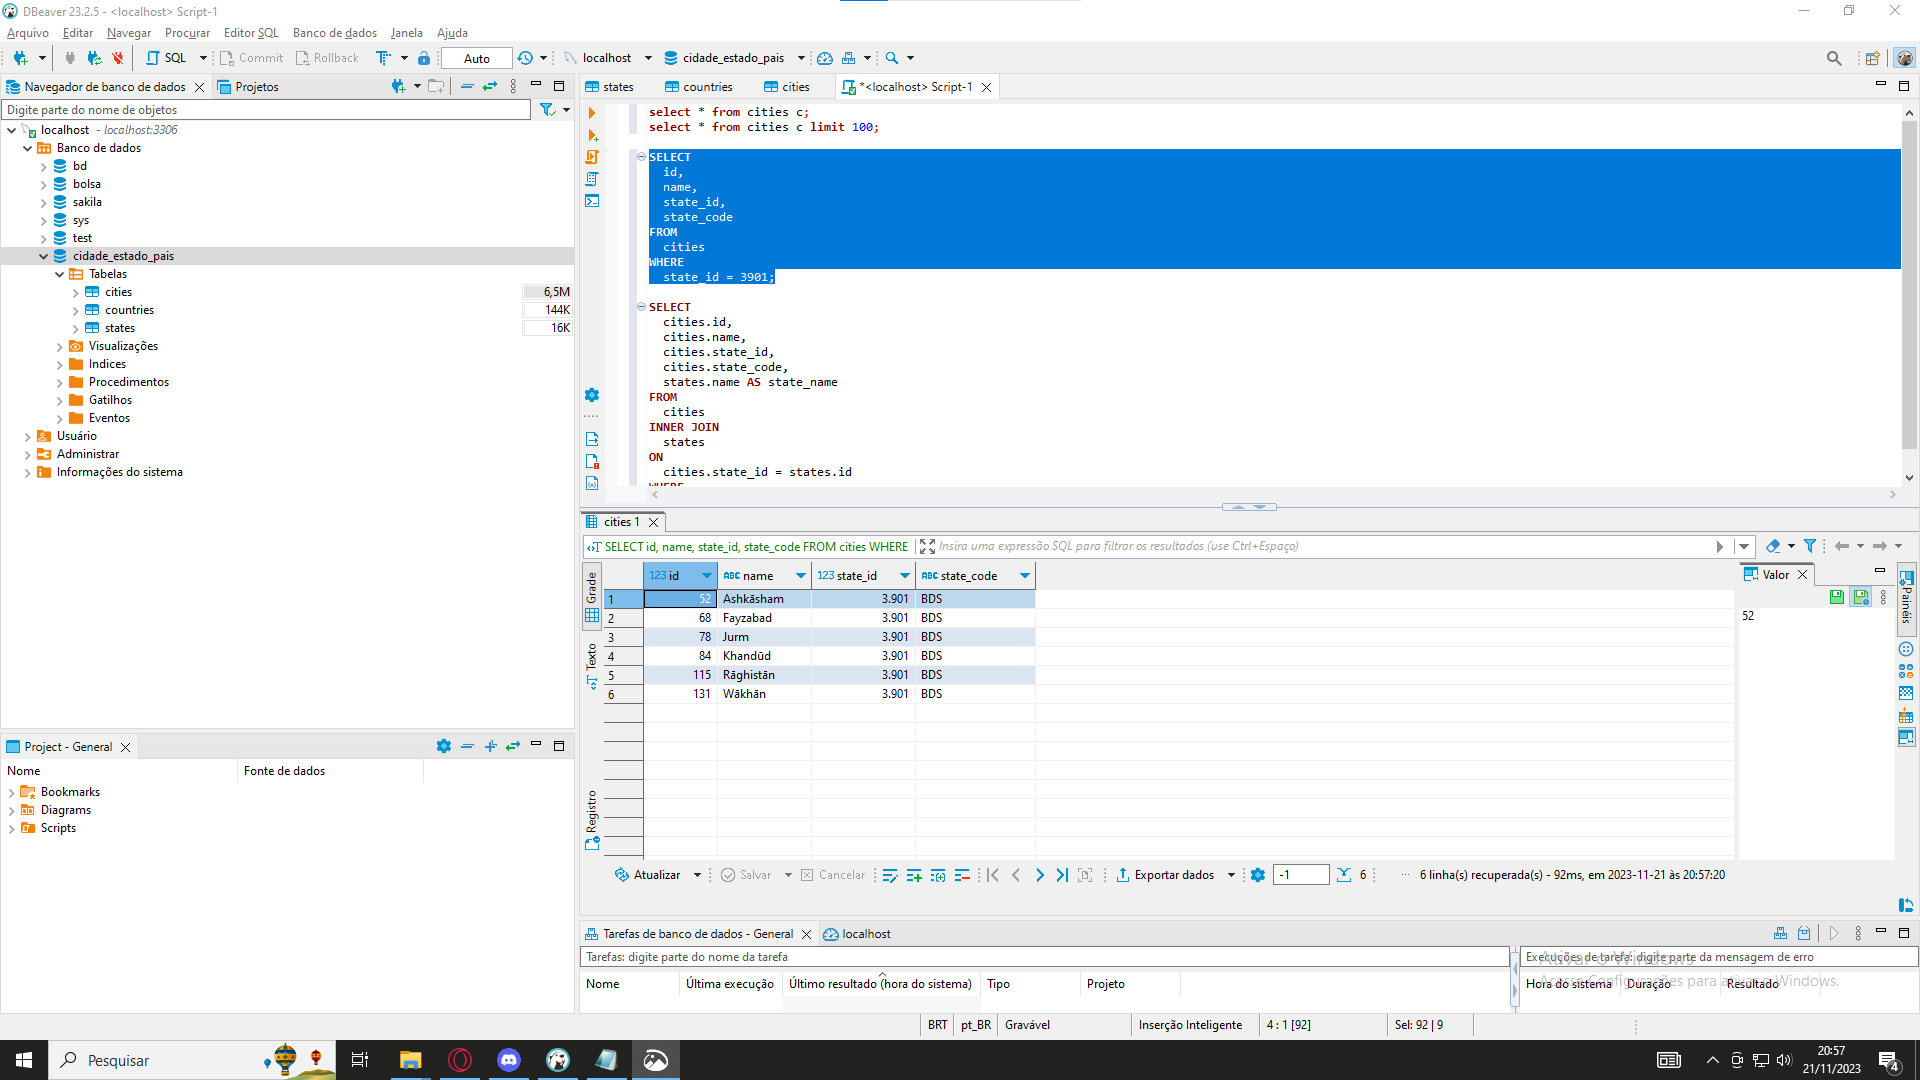 DBeaver 23.2.5 - <localhost> Script-1
Arquivo Editar Navegar Procurar Editor SQL Banco de dados Janela Ajuda
SQL Commit Rollback Auto localhost cidade_estado_pais
Navegador de banco de dados Projetos
Digite parte do nome de objetos
localhost - localhost:3306
Banco de dados
bd
bolsa
sakila
sys
test
cidade_estado_pais
Tabelas
cities 6,5M
countries 144K
states 16K
Visualizações
Indices
Procedimentos
Gatilhos
Eventos
Usuário
Administrar
Informações do sistema
Project - General
Nome Fonte de dados
Bookmarks
Diagrams
Scripts
states countries cities *<localhost> Script-1
select * from cities c;
select * from cities c limit 100;
SELECT
id,
name,
state_id,
state_code
FROM
cities
WHERE
state_id = 3901;
SELECT
cities.id,
cities.name,
cities.state_id,
cities.state_code,
states.name AS state_name
FROM
cities
INNER JOIN
states
ON
cities.state_id = states.id
WHERE
cities 1
SELECT id, name, state_id, state_code FROM cities WHERE Insira uma expressão SQL para filtrar os resultados (use Ctrl+Espaço)
Grade
Texto
Registro
123 id ABC name 123 state_id ABC state_code
1 52 Ashkāsham 3.901 BDS
2 68 Fayzabad 3.901 BDS
3 78 Jurm 3.901 BDS
4 84 Khandūd 3.901 BDS
5 115 Rāghistān 3.901 BDS
6 131 Wākhān 3.901 BDS
Valor
52
Painéis
Atualizar Salvar Cancelar Exportar dados -1 6 6 linha(s) recuperada(s) - 92ms, em 2023-11-21 às 20:57:20
Tarefas de banco de dados - General localhost
Tarefas: digite parte do nome da tarefa
Nome Última execução Último resultado (hora do sistema) Tipo Projeto
Execuções de tarefa: digite parte da mensagem de erro
Hora do sistema Duração Resultado
Ativar o Windows
Acesse Configurações para ativar o Windows.
BRT pt_BR Gravável Inserção Inteligente 4 : 1 [92] Sel: 92 | 9
Pesquisar
20:57
21/11/2023
4